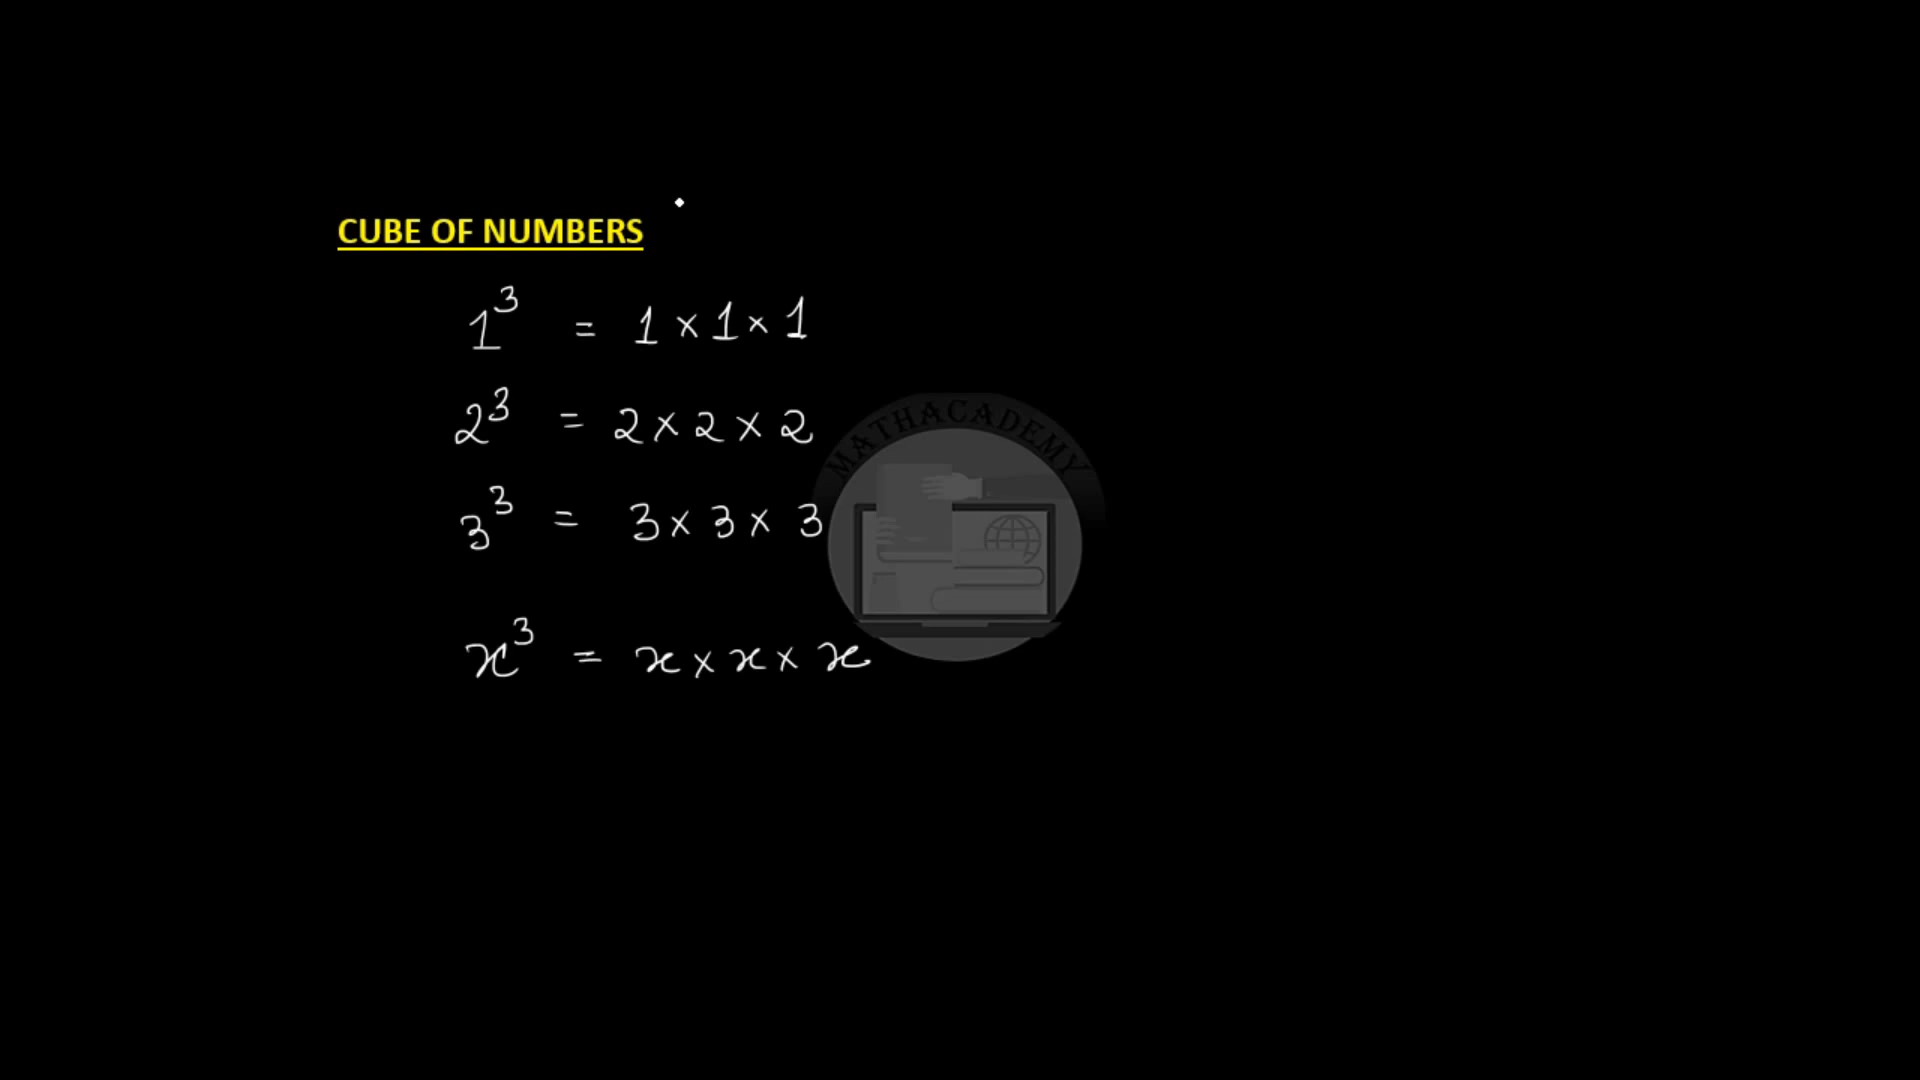 CUBE OF NUMBERS
1³ = 1 × 1 × 1
2³ = 2 × 2 × 2
MATHACADEMY
3³ = 3 × 3 × 3
x³ = x × x × x